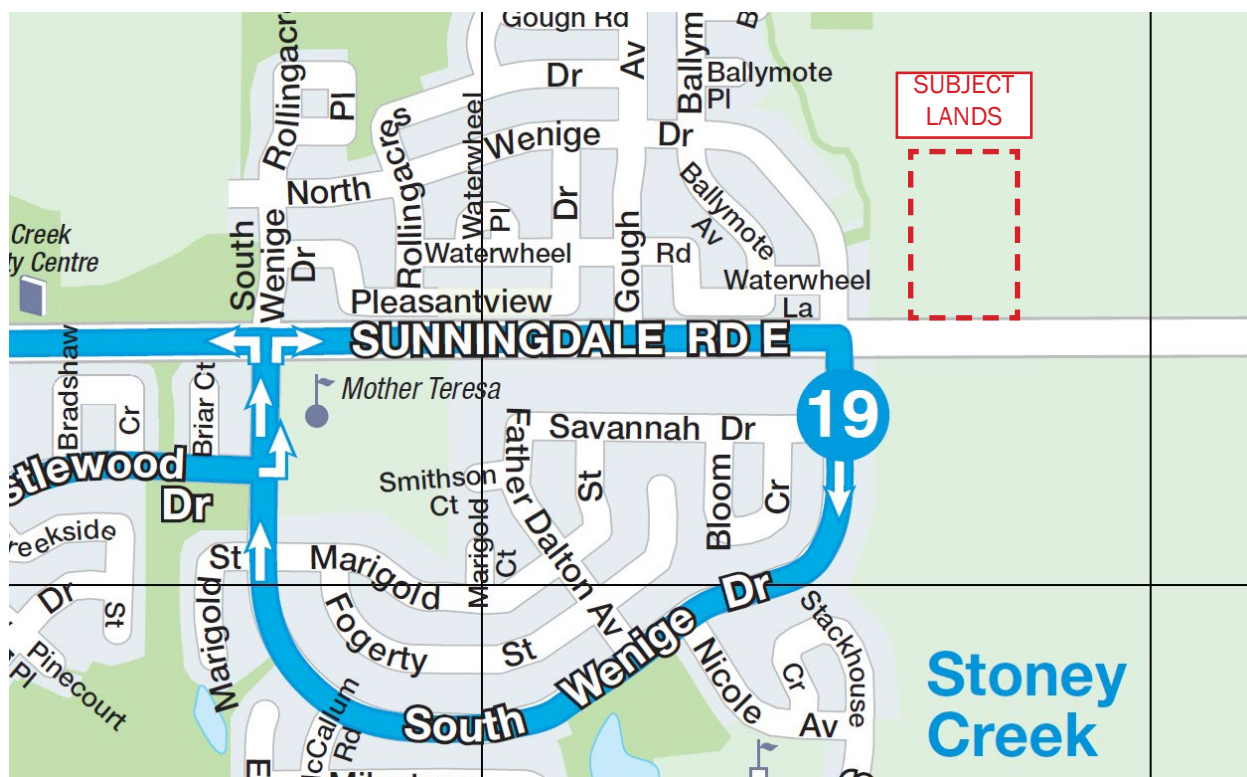 Gough Rd
Rollingacre
Pl
Dr
Av
Ballym
B
Ballymote
Pl
SUBJECT
LANDS
Rollingacres
Waterwheel
Pl
Wenige
Dr
North
Dr
Ballymote
Av
South
Wenige
Dr
Waterwheel
Gough
Rd
Waterwheel
La
Creek
ty Centre
Pleasantview
SUNNINGDALE RD E
Bradshaw
Cr
Briar Ct
Mother Teresa
19
Father Dalton Av
Savannah Dr
St
Bloom
Cr
stlewood
Dr
Smithson
Ct
Marigold
Ct
reekside
St
Marigold
St
Marigold
Dr
Pinecourt
Pl
Fogerty
St
South Wenige Dr
Nicole
Av
Stackhouse
Cr
McCallum
Rd
Stoney
Creek